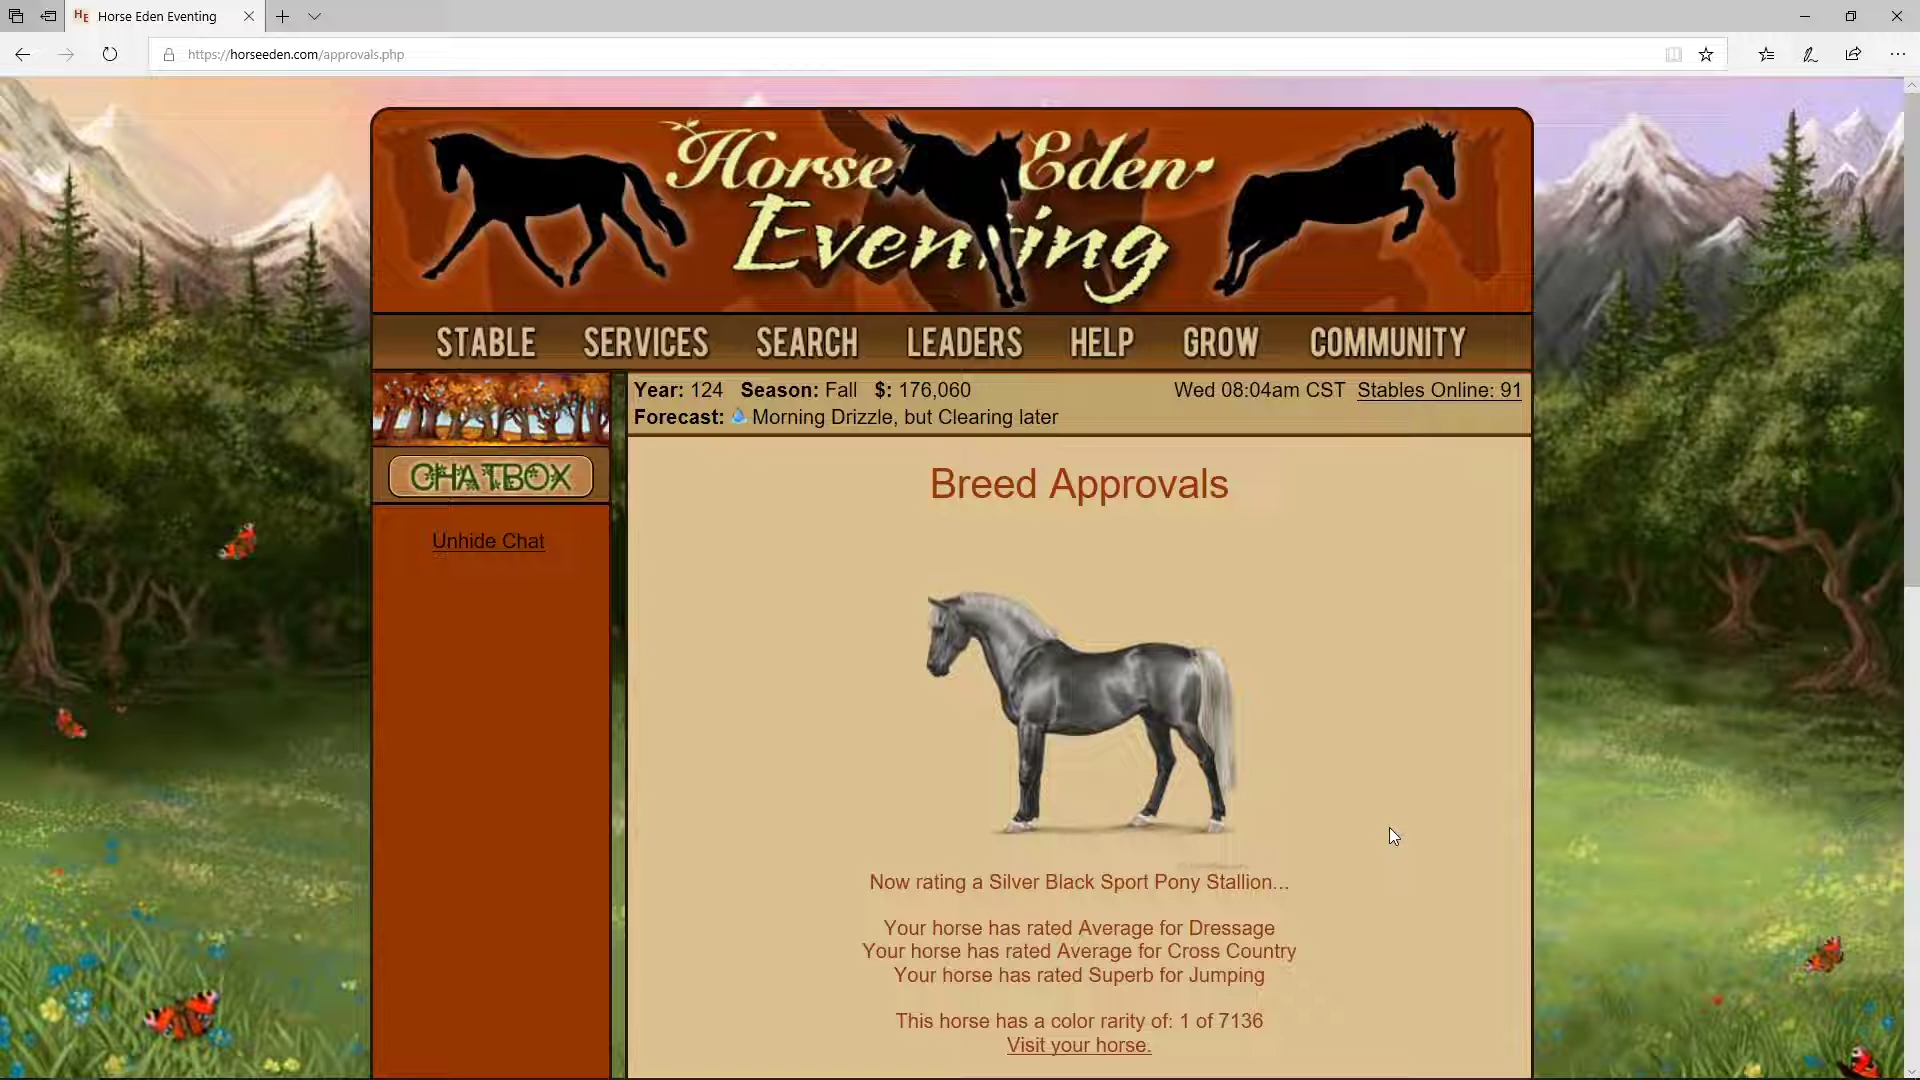 Horse Eden Eventing
https://horseeden.com/approvals.php
Horse Eden
Eventing
STABLE SERVICES SEARCH LEADERS HELP GROW COMMUNITY
Year: 124 Season: Fall $: 176,060 Wed 08:04am CST Stables Online: 91
Forecast: Morning Drizzle, but Clearing later
CHATBOX
Unhide Chat
Breed Approvals
Now rating a Silver Black Sport Pony Stallion...
Your horse has rated Average for Dressage
Your horse has rated Average for Cross Country
Your horse has rated Superb for Jumping
This horse has a color rarity of: 1 of 7136
Visit your horse.